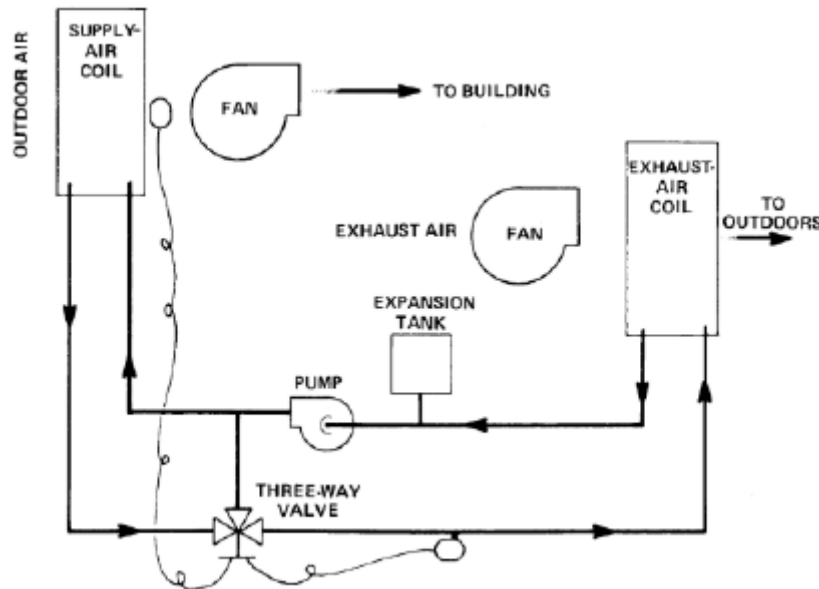 OUTDOOR AIR
SUPPLY-
AIR
COIL
FAN
TO BUILDING
EXHAUST-
AIR
COIL
TO
OUTDOORS
EXHAUST AIR
FAN
EXPANSION
TANK
PUMP
THREE-WAY
VALVE